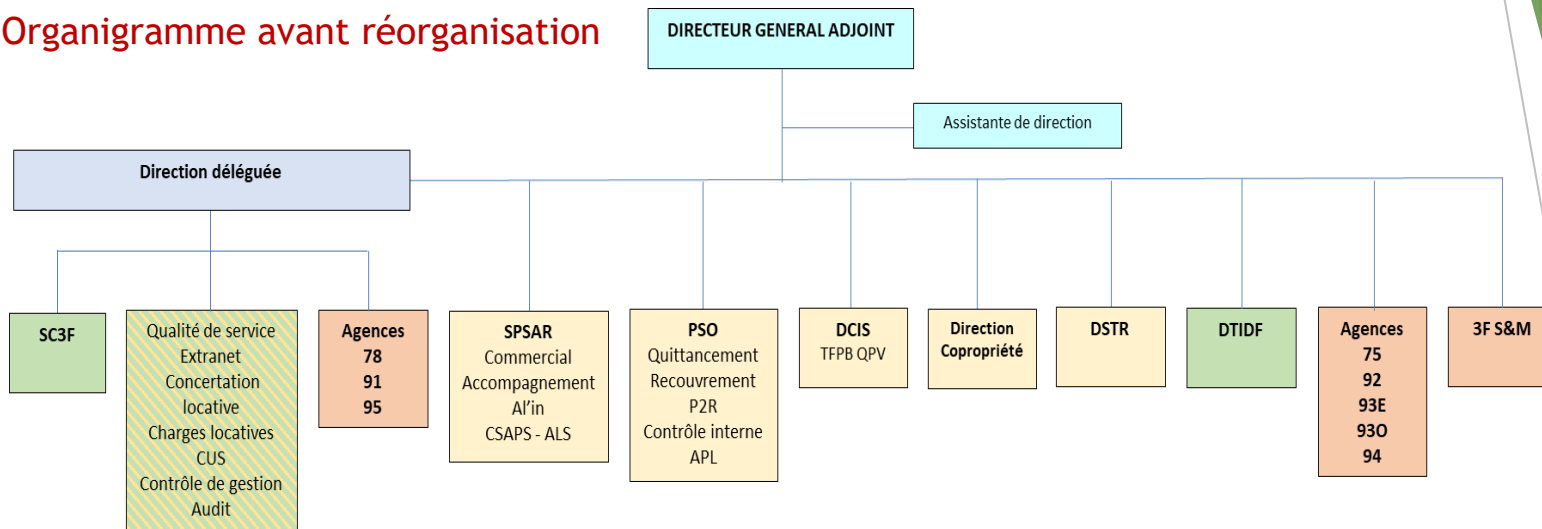 Organigramme avant réorganisation
DIRECTEUR GENERAL ADJOINT
Assistante de direction
Direction déléguée
SC3F
Qualité de service
Extranet
Concertation
locative
Charges locatives
CUS
Contrôle de gestion
Audit
Agences
78
91
95
SPSAR
Commercial
Accompagnement
Al'in
CSAPS - ALS
PSO
Quittancement
Recouvrement
P2R
Contrôle interne
APL
DCIS
TFPB QPV
Direction
Copropriété
DSTR
DTIDF
Agences
75
92
93E
93O
94
3F S&M